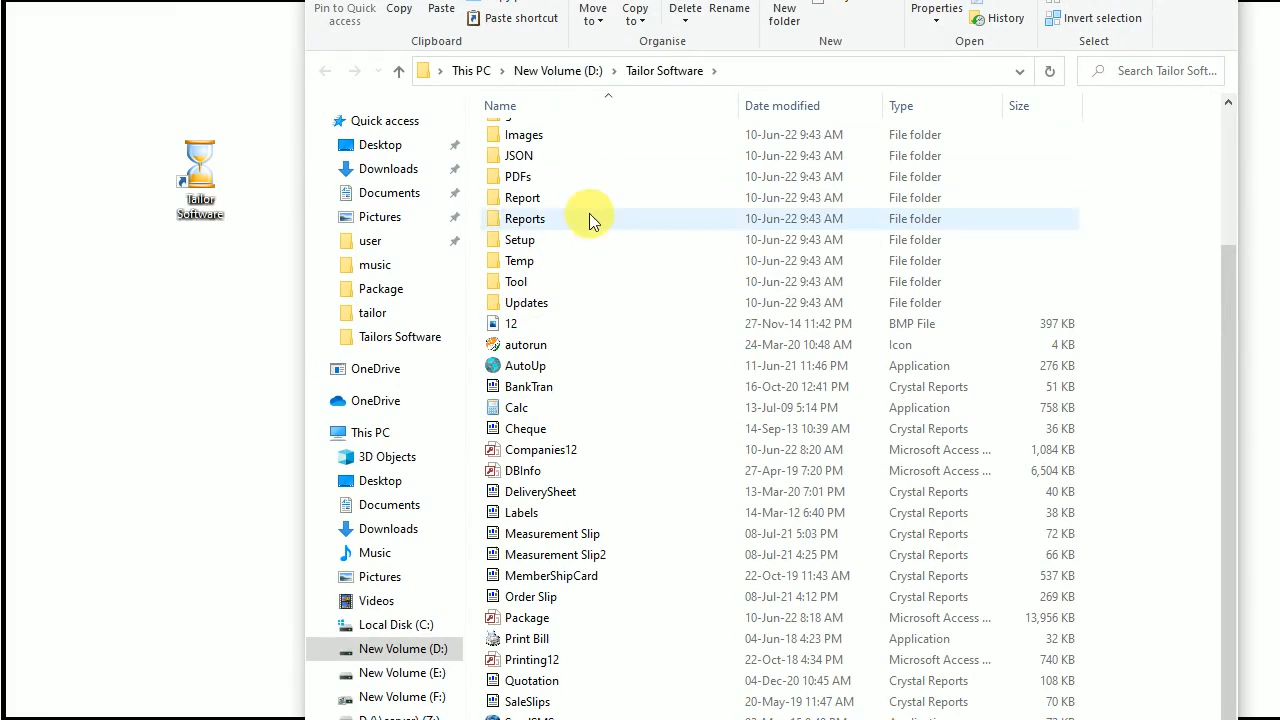 Pin to Quick access
Copy
Paste
Paste shortcut
Move to
Copy to
Delete
Rename
New folder
Properties
History
Invert selection
Clipboard
Organise
New
Open
Select
This PC
New Volume (D:)
Tailor Software
Search Tailor Soft...
Name
Date modified
Type
Size
Tailor
Software
Quick access
Desktop
Downloads
Documents
Pictures
user
music
Package
tailor
Tailors Software
OneDrive
OneDrive
This PC
3D Objects
Desktop
Documents
Downloads
Music
Pictures
Videos
Local Disk (C:)
New Volume (D:)
New Volume (E:)
New Volume (F:)
Images 10-Jun-22 9:43 AM File folder
JSON 10-Jun-22 9:43 AM File folder
PDFs 10-Jun-22 9:43 AM File folder
Report 10-Jun-22 9:43 AM File folder
Reports 10-Jun-22 9:43 AM File folder
Setup 10-Jun-22 9:43 AM File folder
Temp 10-Jun-22 9:43 AM File folder
Tool 10-Jun-22 9:43 AM File folder
Updates 10-Jun-22 9:43 AM File folder
12 27-Nov-14 11:42 PM BMP File 397 KB
autorun 24-Mar-20 10:48 AM Icon 4 KB
AutoUp 11-Jun-21 11:46 PM Application 276 KB
BankTran 16-Oct-20 12:41 PM Crystal Reports 51 KB
Calc 13-Jul-09 5:14 PM Application 758 KB
Cheque 14-Sep-13 10:39 AM Crystal Reports 36 KB
Companies12 10-Jun-22 8:20 AM Microsoft Access ... 1,084 KB
DBInfo 27-Apr-19 7:20 PM Microsoft Access ... 6,504 KB
DeliverySheet 13-Mar-20 7:01 PM Crystal Reports 40 KB
Labels 14-Mar-12 6:40 PM Crystal Reports 38 KB
Measurement Slip 08-Jul-21 5:03 PM Crystal Reports 72 KB
Measurement Slip2 08-Jul-21 4:25 PM Crystal Reports 66 KB
MemberShipCard 22-Oct-19 11:43 AM Crystal Reports 537 KB
Order Slip 08-Jul-21 4:12 PM Crystal Reports 269 KB
Package 10-Jun-22 8:18 AM Microsoft Access ... 13,956 KB
Print Bill 04-Jun-18 4:23 PM Application 32 KB
Printing12 22-Oct-18 4:34 PM Microsoft Access ... 740 KB
Quotation 04-Dec-20 10:45 AM Crystal Reports 108 KB
SaleSlips 20-May-19 11:47 AM Crystal Reports 70 KB